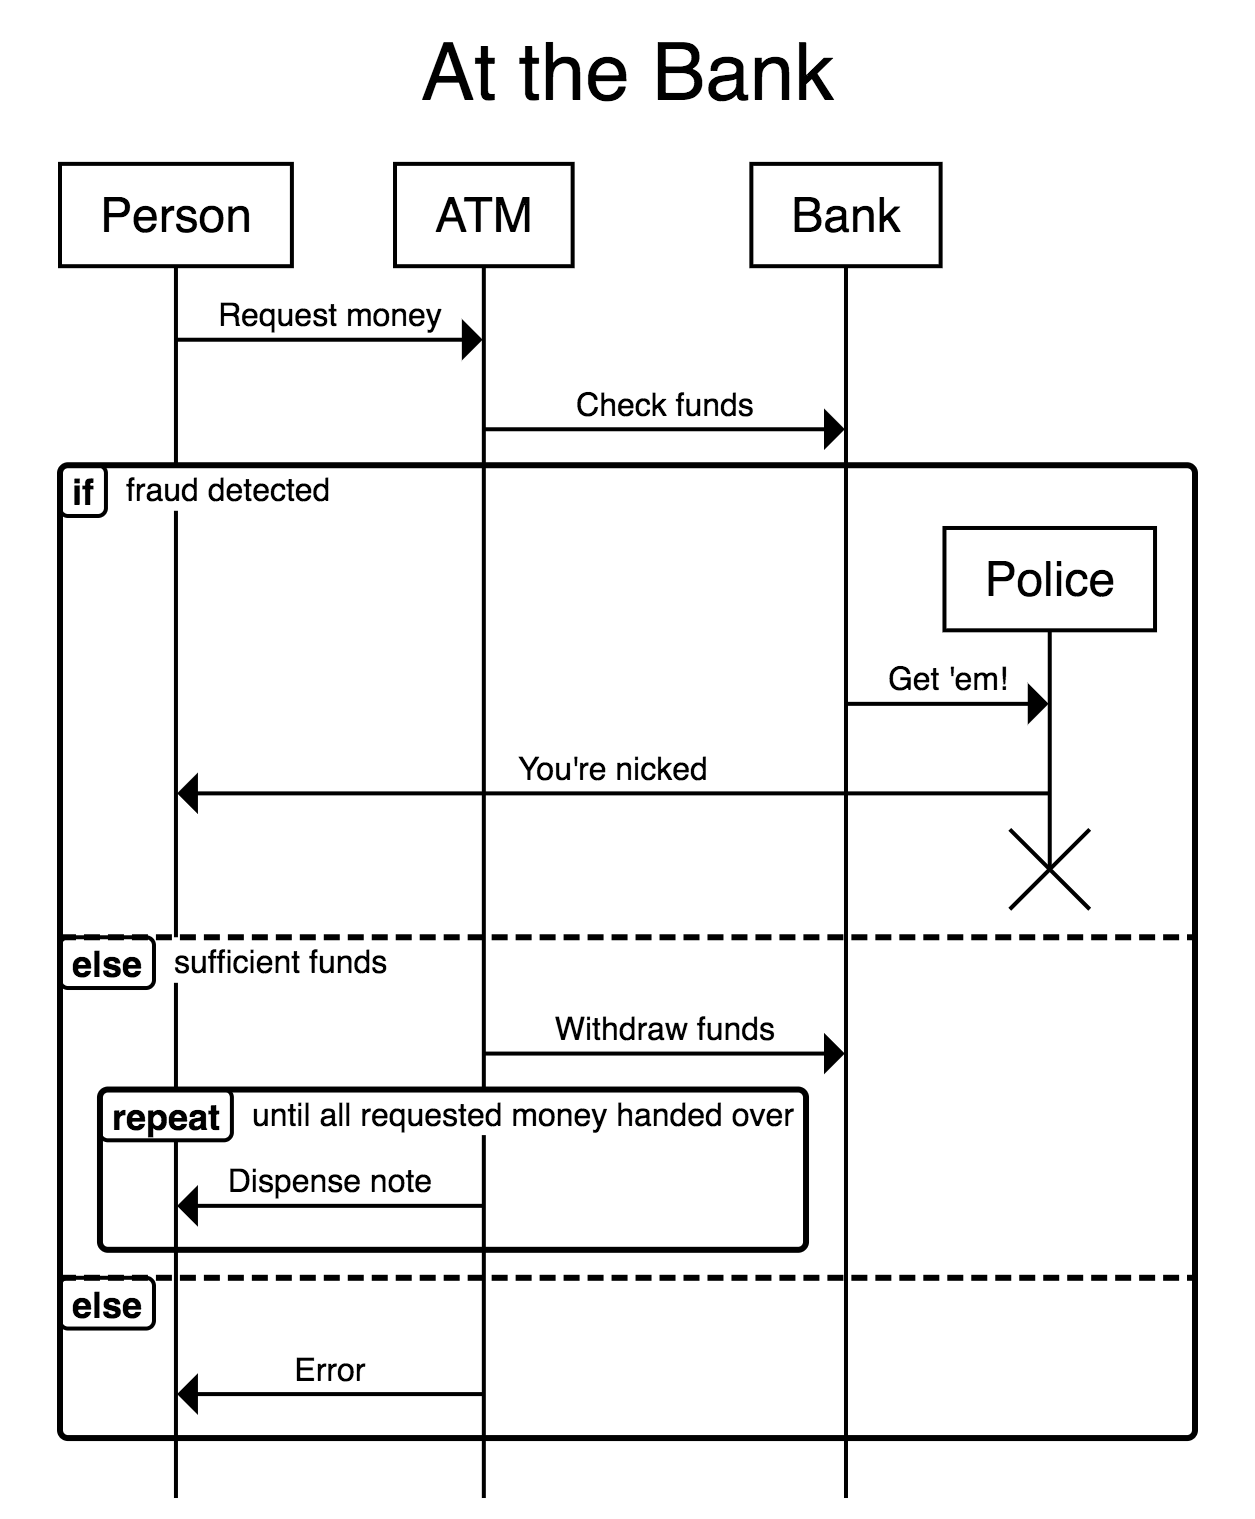 At the Bank
Person
ATM
Bank
Request money
Check funds
if fraud detected
Police
Get 'em!
You're nicked
else sufficient funds
Withdraw funds
repeat until all requested money handed over
Dispense note
else
Error